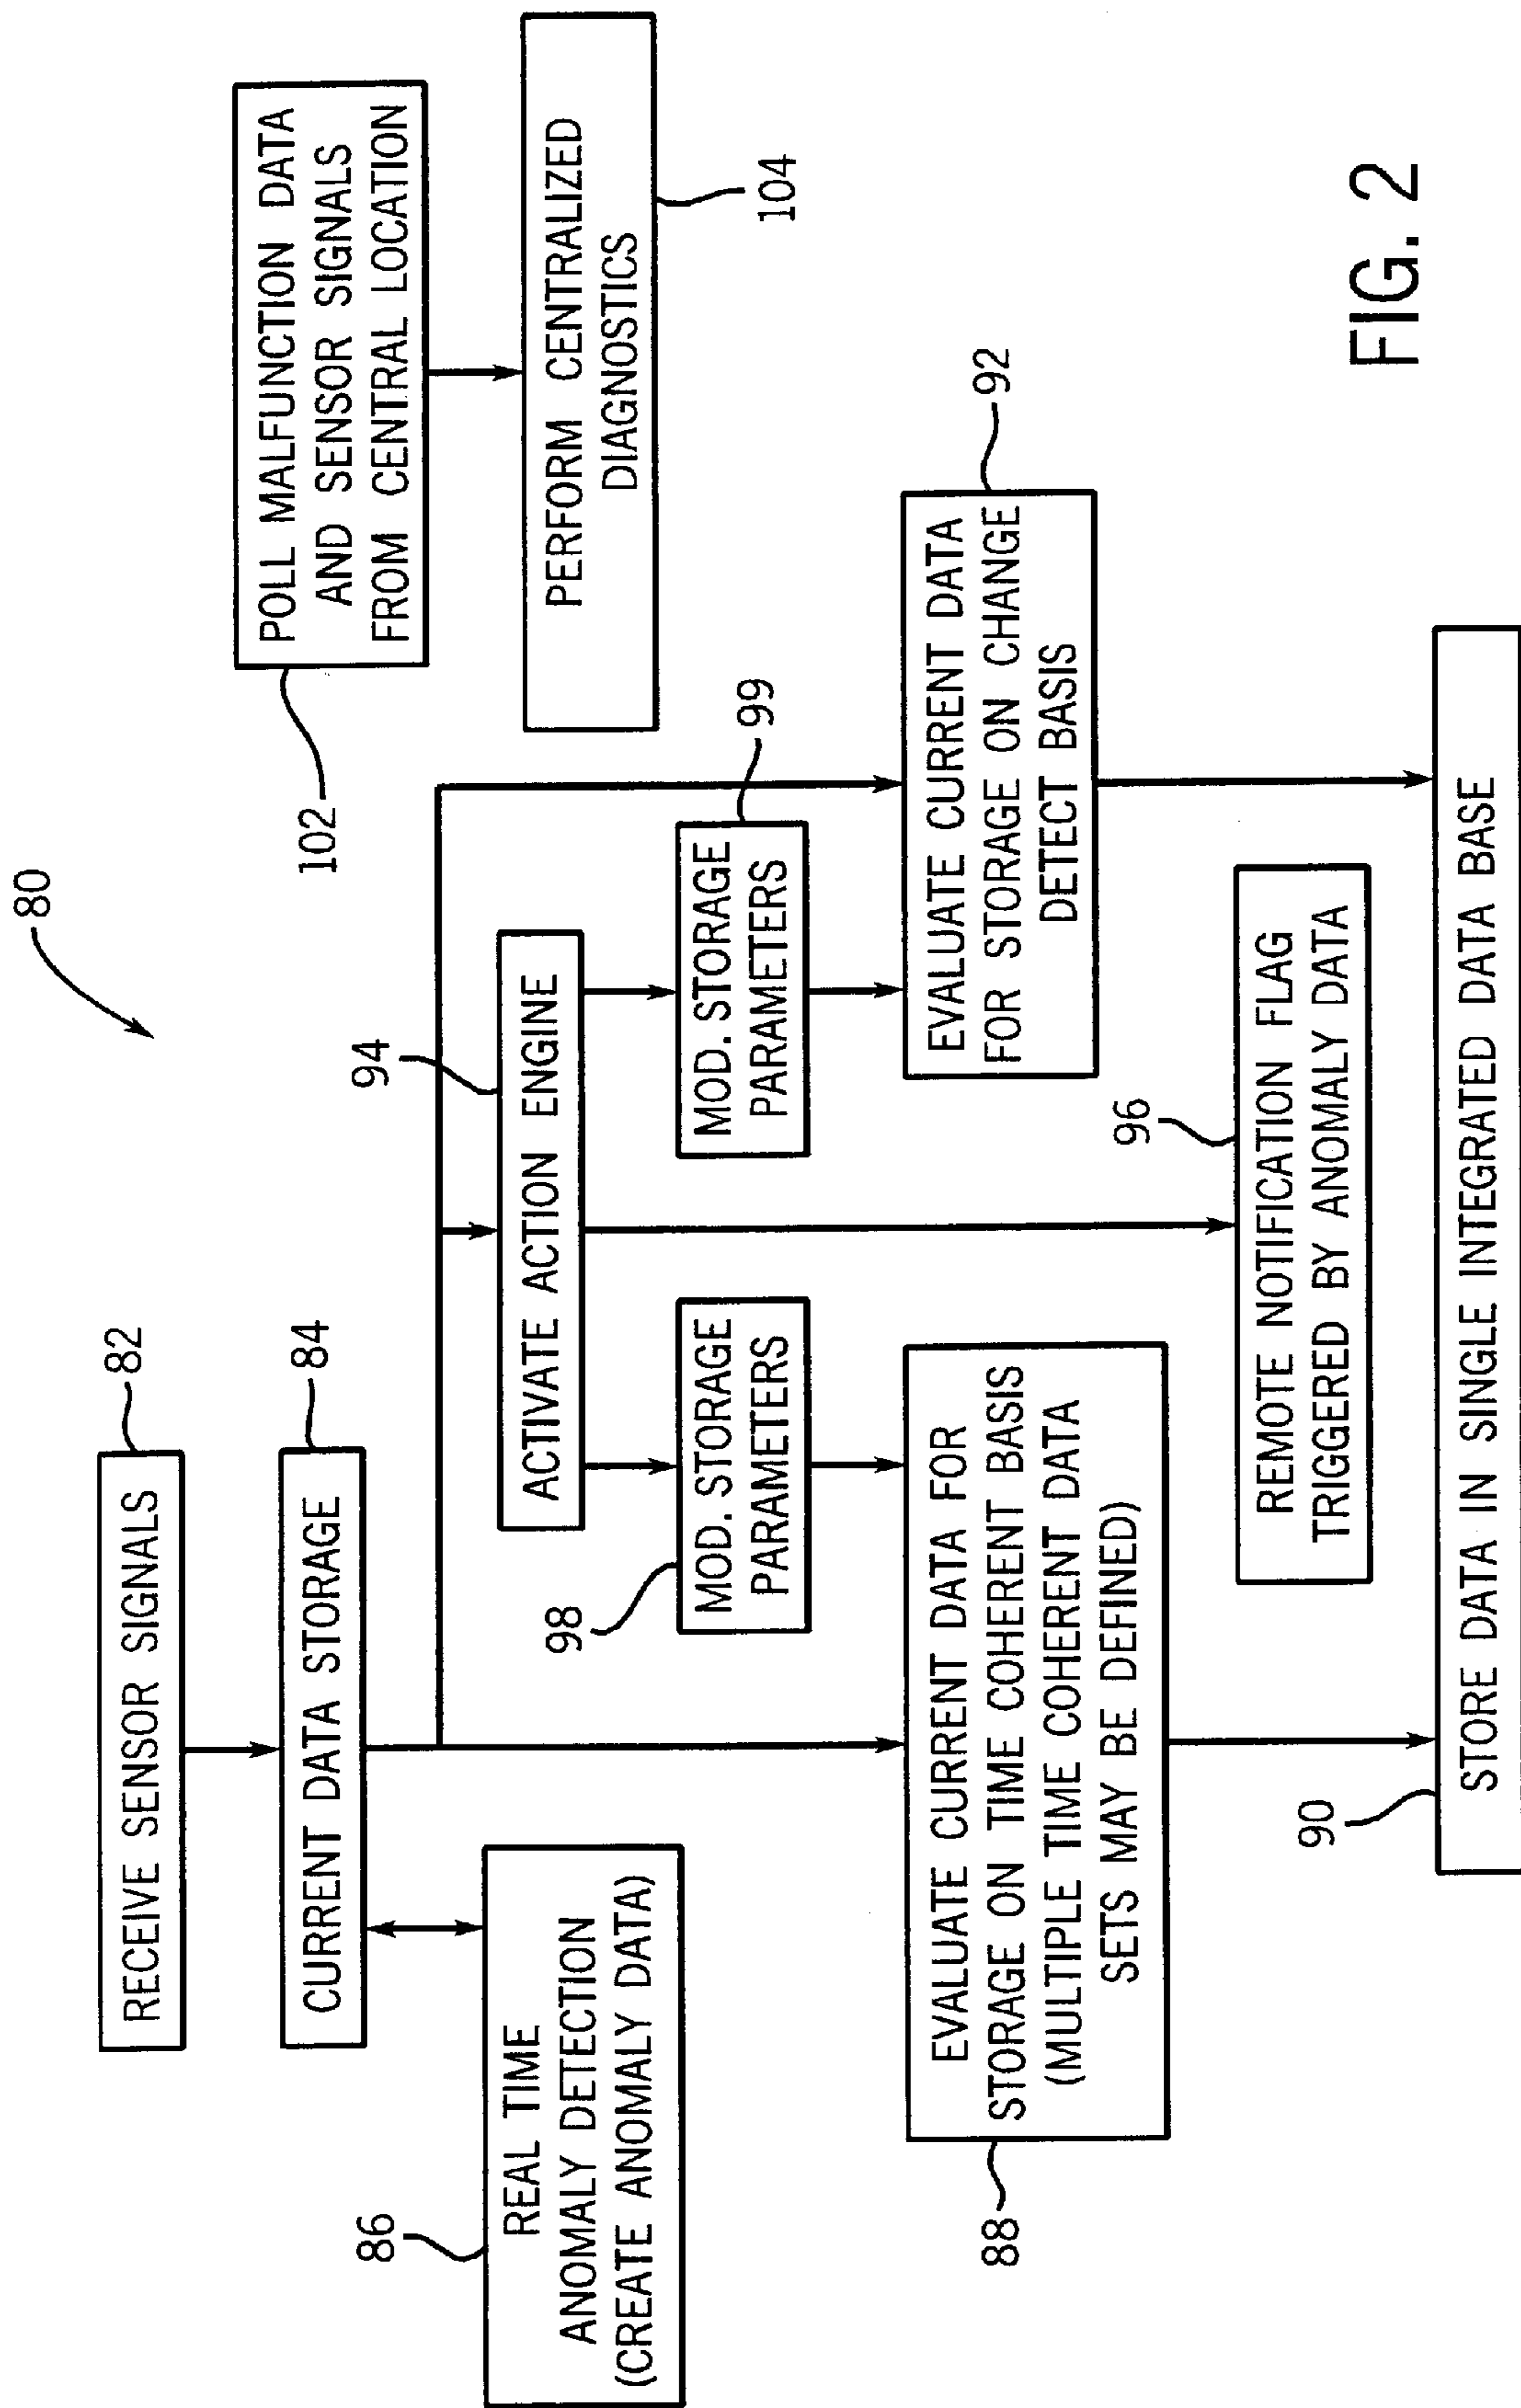 80
RECEIVE SENSOR SIGNALS
82
CURRENT DATA STORAGE
84
REAL TIME
ANOMALY DETECTION
(CREATE ANOMALY DATA)
86
ACTIVATE ACTION ENGINE
94
MOD. STORAGE
PARAMETERS
98
MOD. STORAGE
PARAMETERS
99
EVALUATE CURRENT DATA FOR
STORAGE ON TIME COHERENT BASIS
(MULTIPLE TIME COHERENT DATA
SETS MAY BE DEFINED)
88
EVALUATE CURRENT DATA
FOR STORAGE ON CHANGE
DETECT BASIS
92
REMOTE NOTIFICATION FLAG
TRIGGERED BY ANOMALY DATA
96
STORE DATA IN SINGLE INTEGRATED DATA BASE
90
POLL MALFUNCTION DATA
AND SENSOR SIGNALS
FROM CENTRAL LOCATION
102
PERFORM CENTRALIZED
DIAGNOSTICS
104
FIG. 2